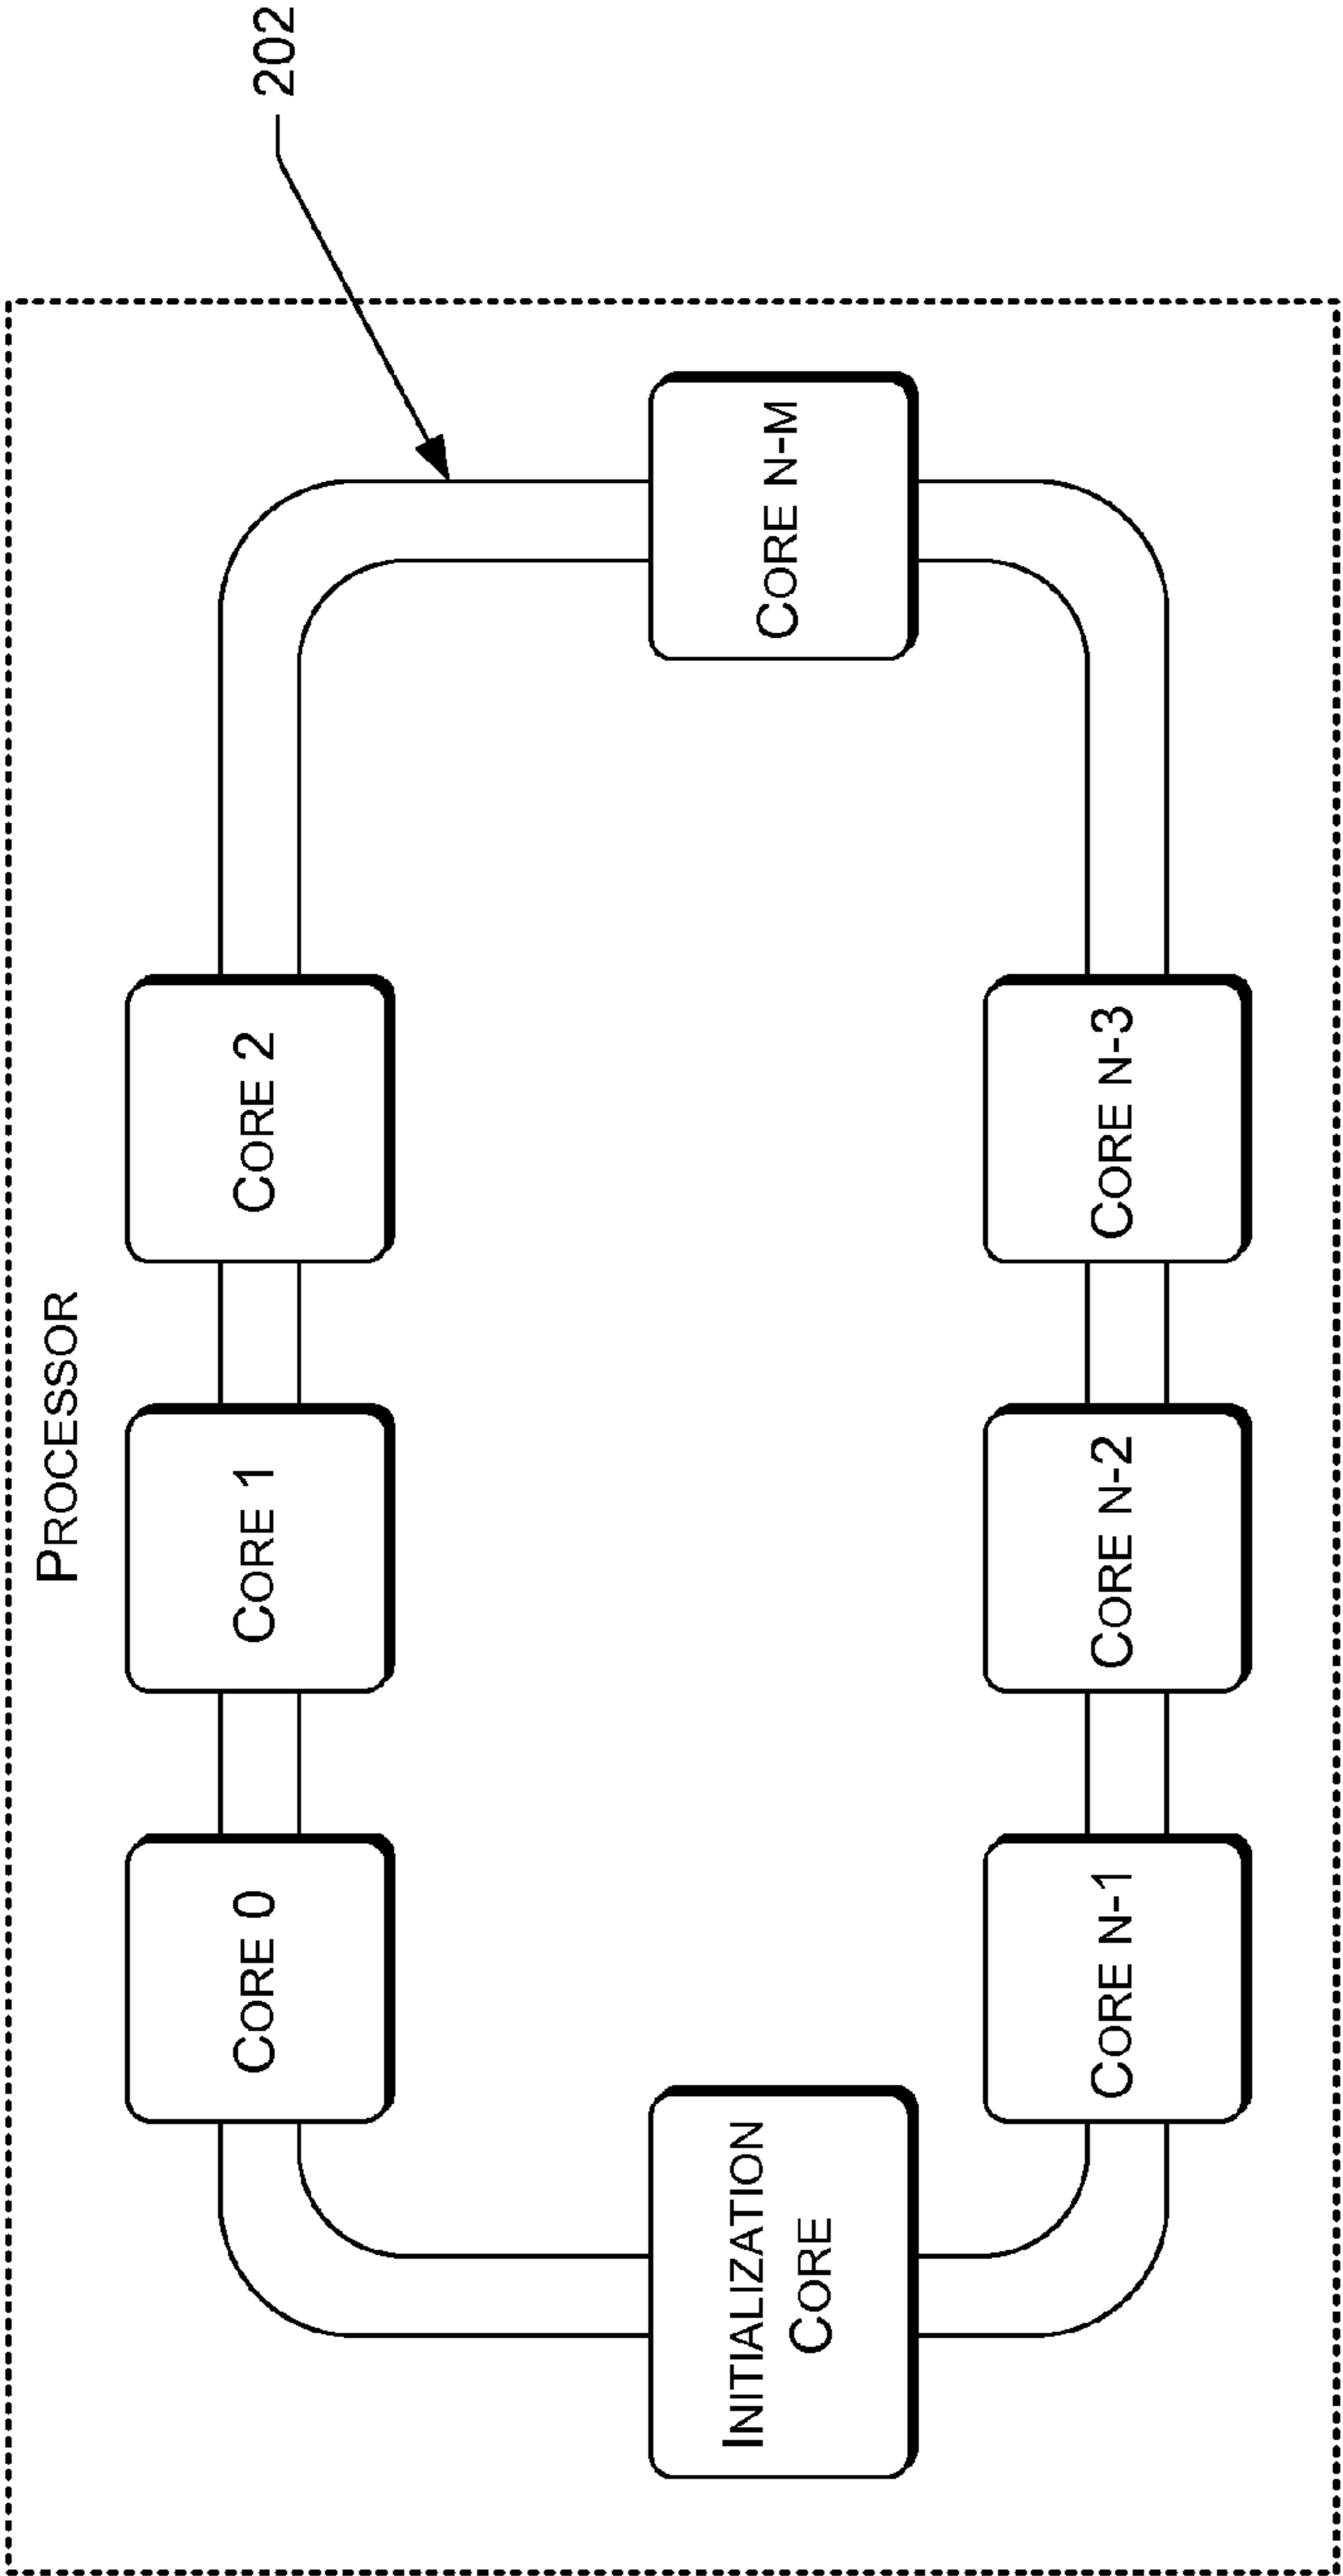 PROCESSOR
202
CORE 0
CORE 1
CORE 2
INITIALIZATION
CORE
CORE N-M
CORE N-1
CORE N-2
CORE N-3